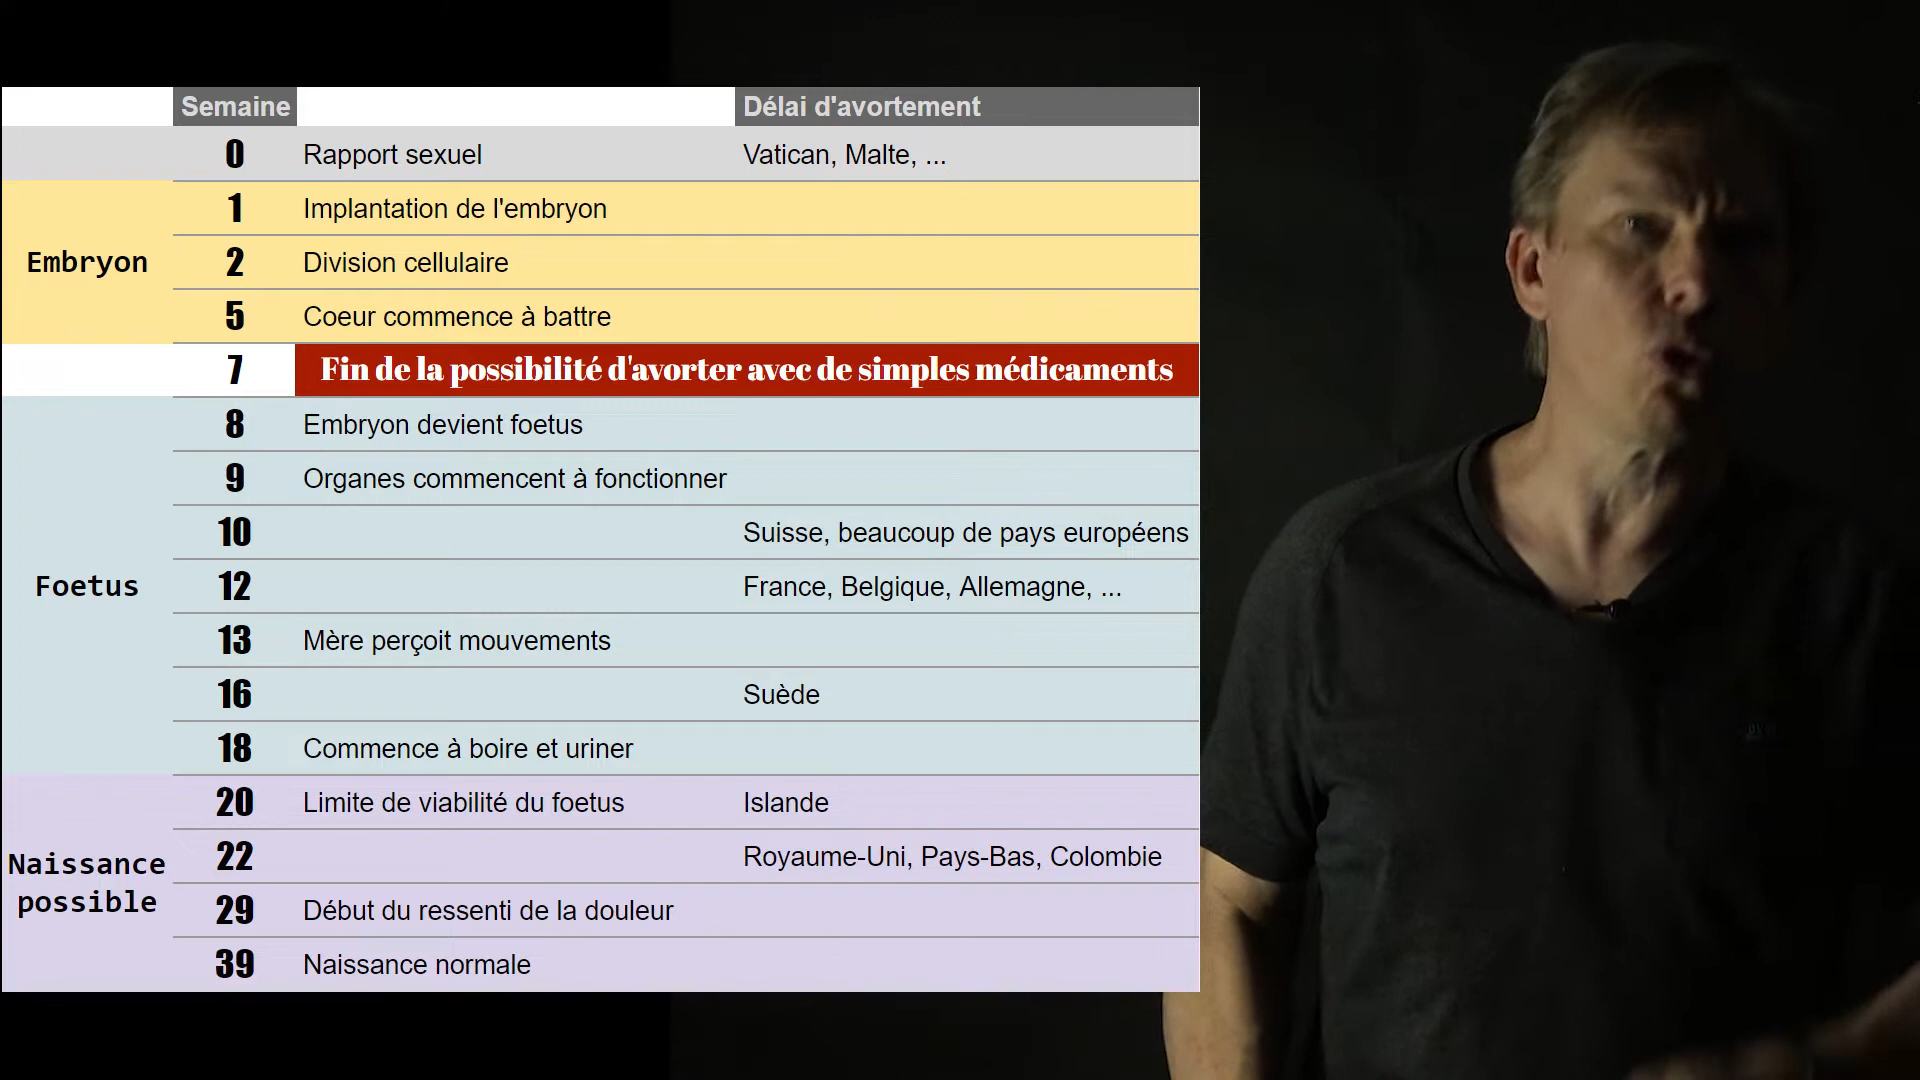 Semaine Délai d'avortement
0 Rapport sexuel Vatican, Malte, ...
1 Implantation de l'embryon
Embryon 2 Division cellulaire
5 Coeur commence à battre
7 Fin de la possibilité d'avorter avec de simples médicaments
8 Embryon devient foetus
9 Organes commencent à fonctionner
10 Suisse, beaucoup de pays européens
Foetus 12 France, Belgique, Allemagne, ...
13 Mère perçoit mouvements
16 Suède
18 Commence à boire et uriner
20 Limite de viabilité du foetus Islande
Naissance possible 22 Royaume-Uni, Pays-Bas, Colombie
29 Début du ressenti de la douleur
39 Naissance normale